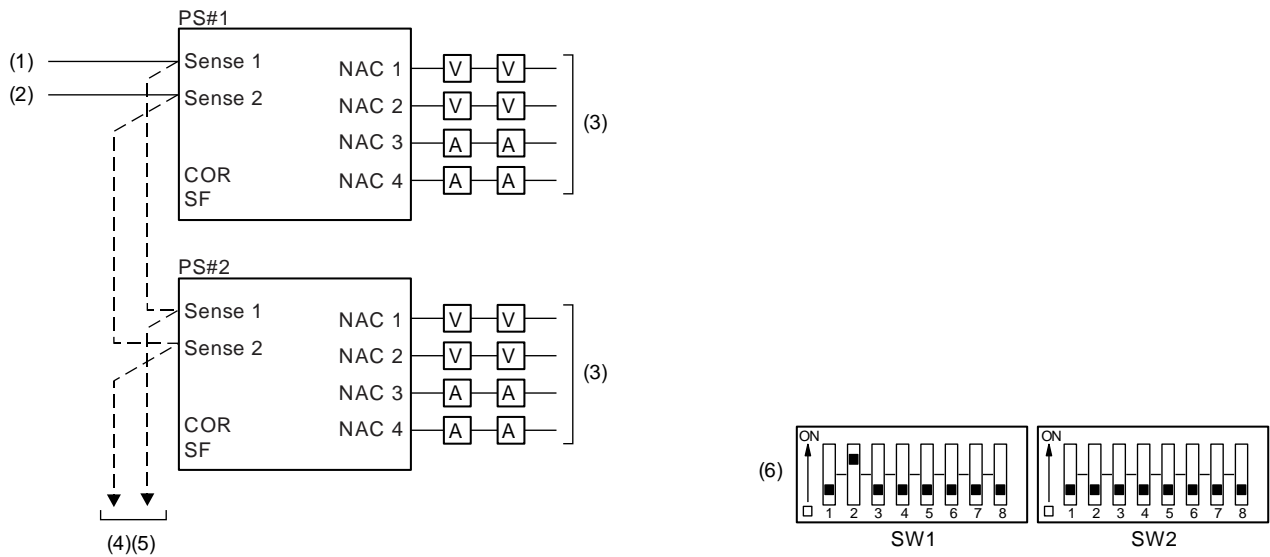 PS#1
(1)
Sense 1
NAC 1
V V
(2)
Sense 2
NAC 2
V V
(3)
NAC 3
A A
COR
NAC 4
A A
SF
PS#2
Sense 1
NAC 1
V V
Sense 2
NAC 2
V V
(3)
NAC 3
A A
COR
NAC 4
A A
SF
(4)(5)
(6)
ON
1 2 3 4 5 6 7 8
SW1
ON
1 2 3 4 5 6 7 8
SW2